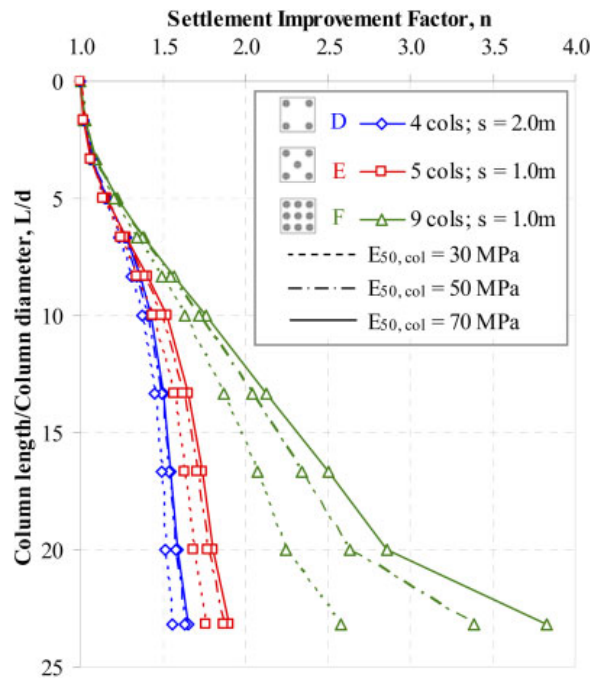 Settlement Improvement Factor, n
1.0 1.5 2.0 2.5 3.0 3.5 4.0
Column length/Column diameter, L/d
0
5
10
15
20
25
D 4 cols; s = 2.0m
E 5 cols; s = 1.0m
F 9 cols; s = 1.0m
E50,col = 30 MPa
E50,col = 50 MPa
E50,col = 70 MPa